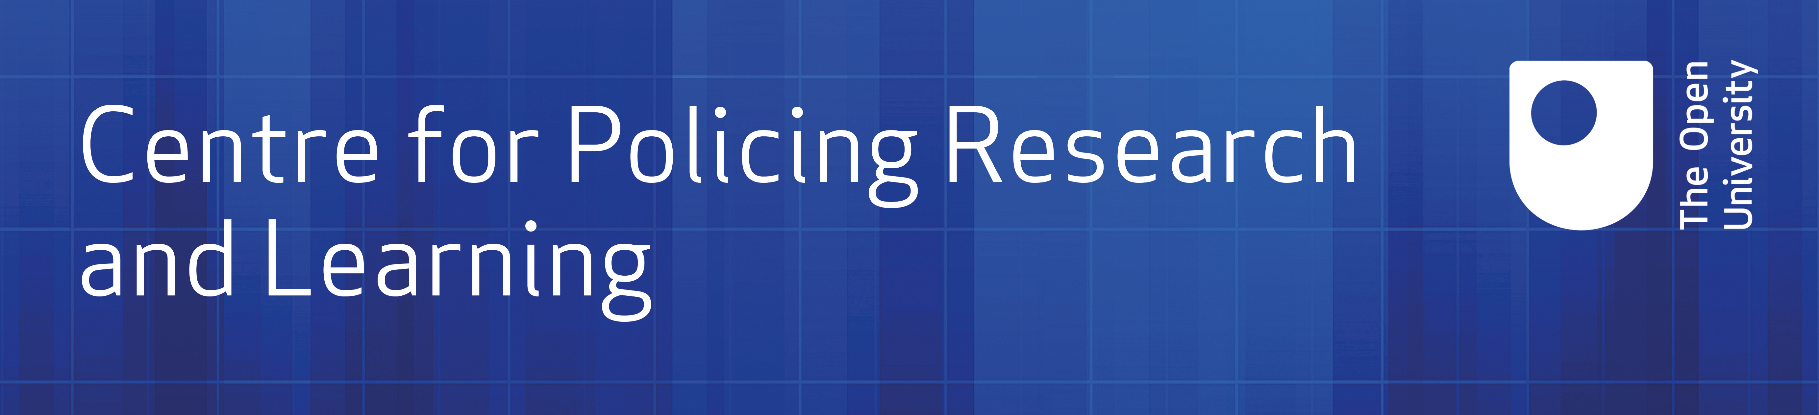 Centre for Policing Research
and Learning
The Open
University